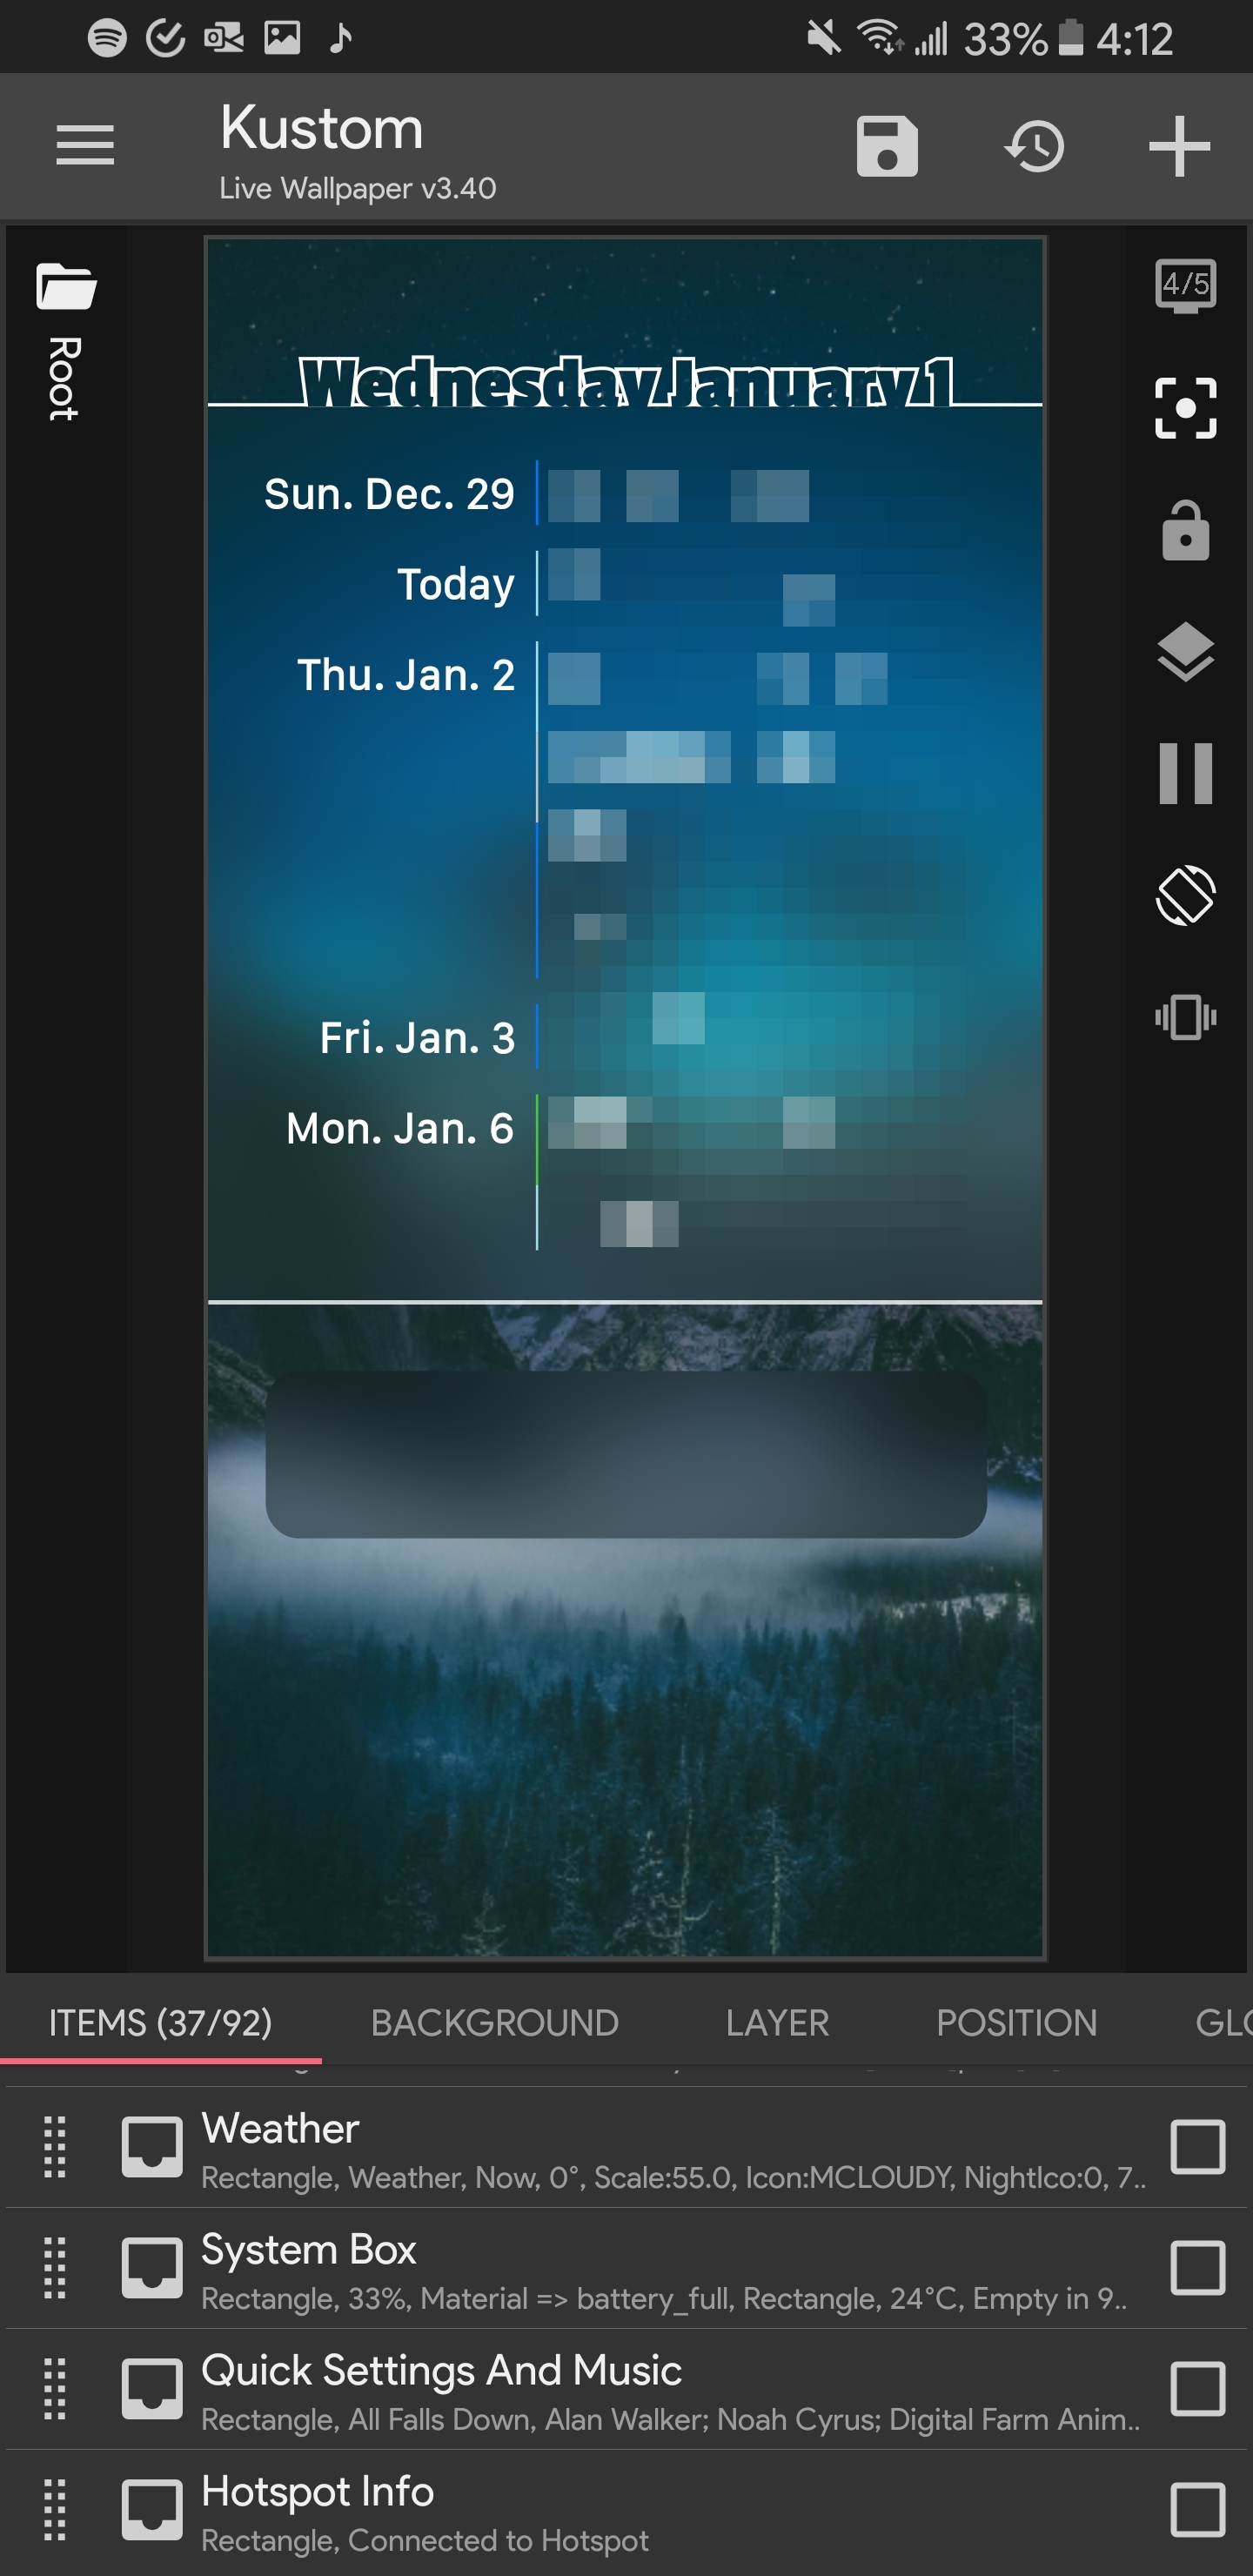 33% 4:12
Kustom
Live Wallpaper v3.40
Root
4/5
Wednesday January 1
Sun. Dec. 29
Today
Thu. Jan. 2
Fri. Jan. 3
Mon. Jan. 6
ITEMS (37/92) BACKGROUND LAYER POSITION GLO
Weather
Rectangle, Weather, Now, 0°, Scale:55.0, Icon:MCLOUDY, NightIco:0, 7..
System Box
Rectangle, 33%, Material => battery_full, Rectangle, 24°C, Empty in 9..
Quick Settings And Music
Rectangle, All Falls Down, Alan Walker; Noah Cyrus; Digital Farm Anim..
Hotspot Info
Rectangle, Connected to Hotspot